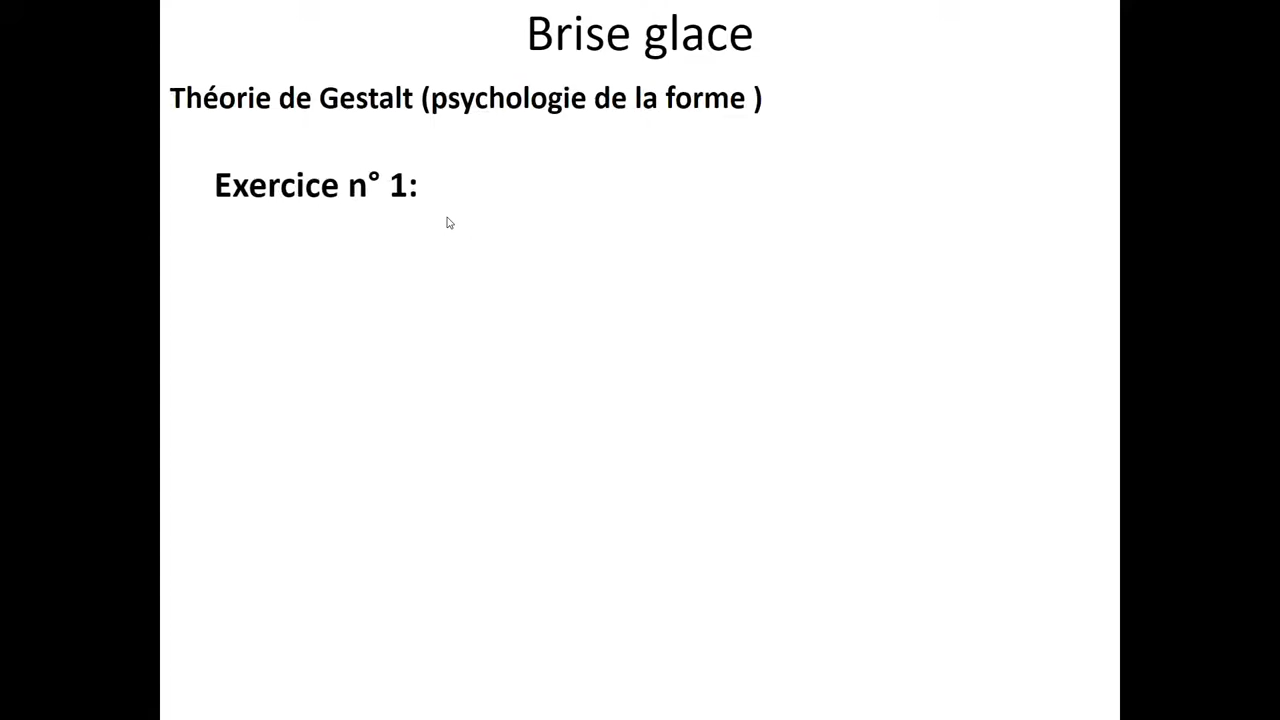 Brise glace
Théorie de Gestalt (psychologie de la forme )
Exercice n° 1: